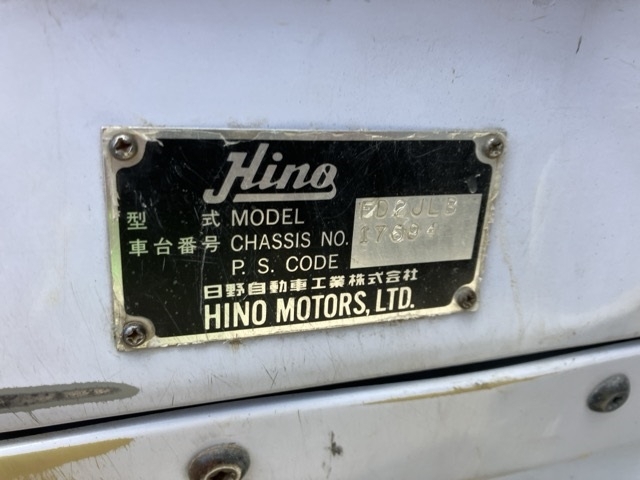 Hino
型式 MODEL FD2JLB
車台番号 CHASSIS NO.
P. S. CODE
日野自動車工業株式会社
HINO MOTORS, LTD.